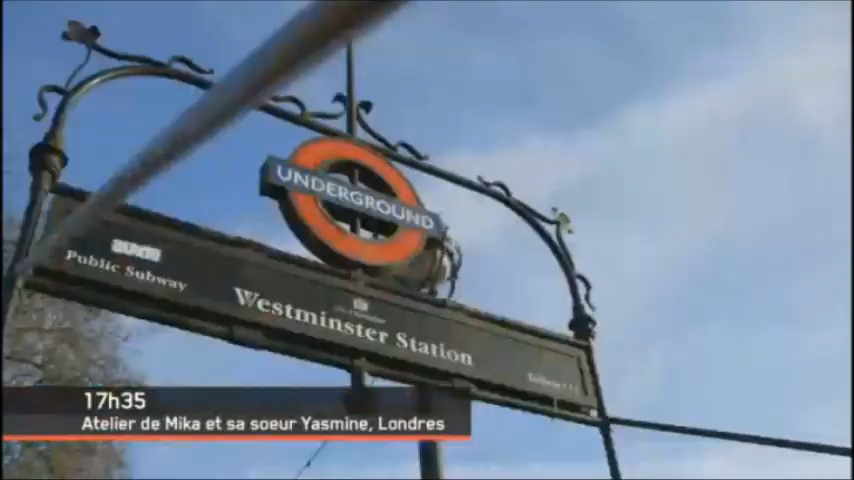 UNDERGROUND
Public Subway
Westminster Station
17h35
Atelier de Mika et sa soeur Yasmine, Londres